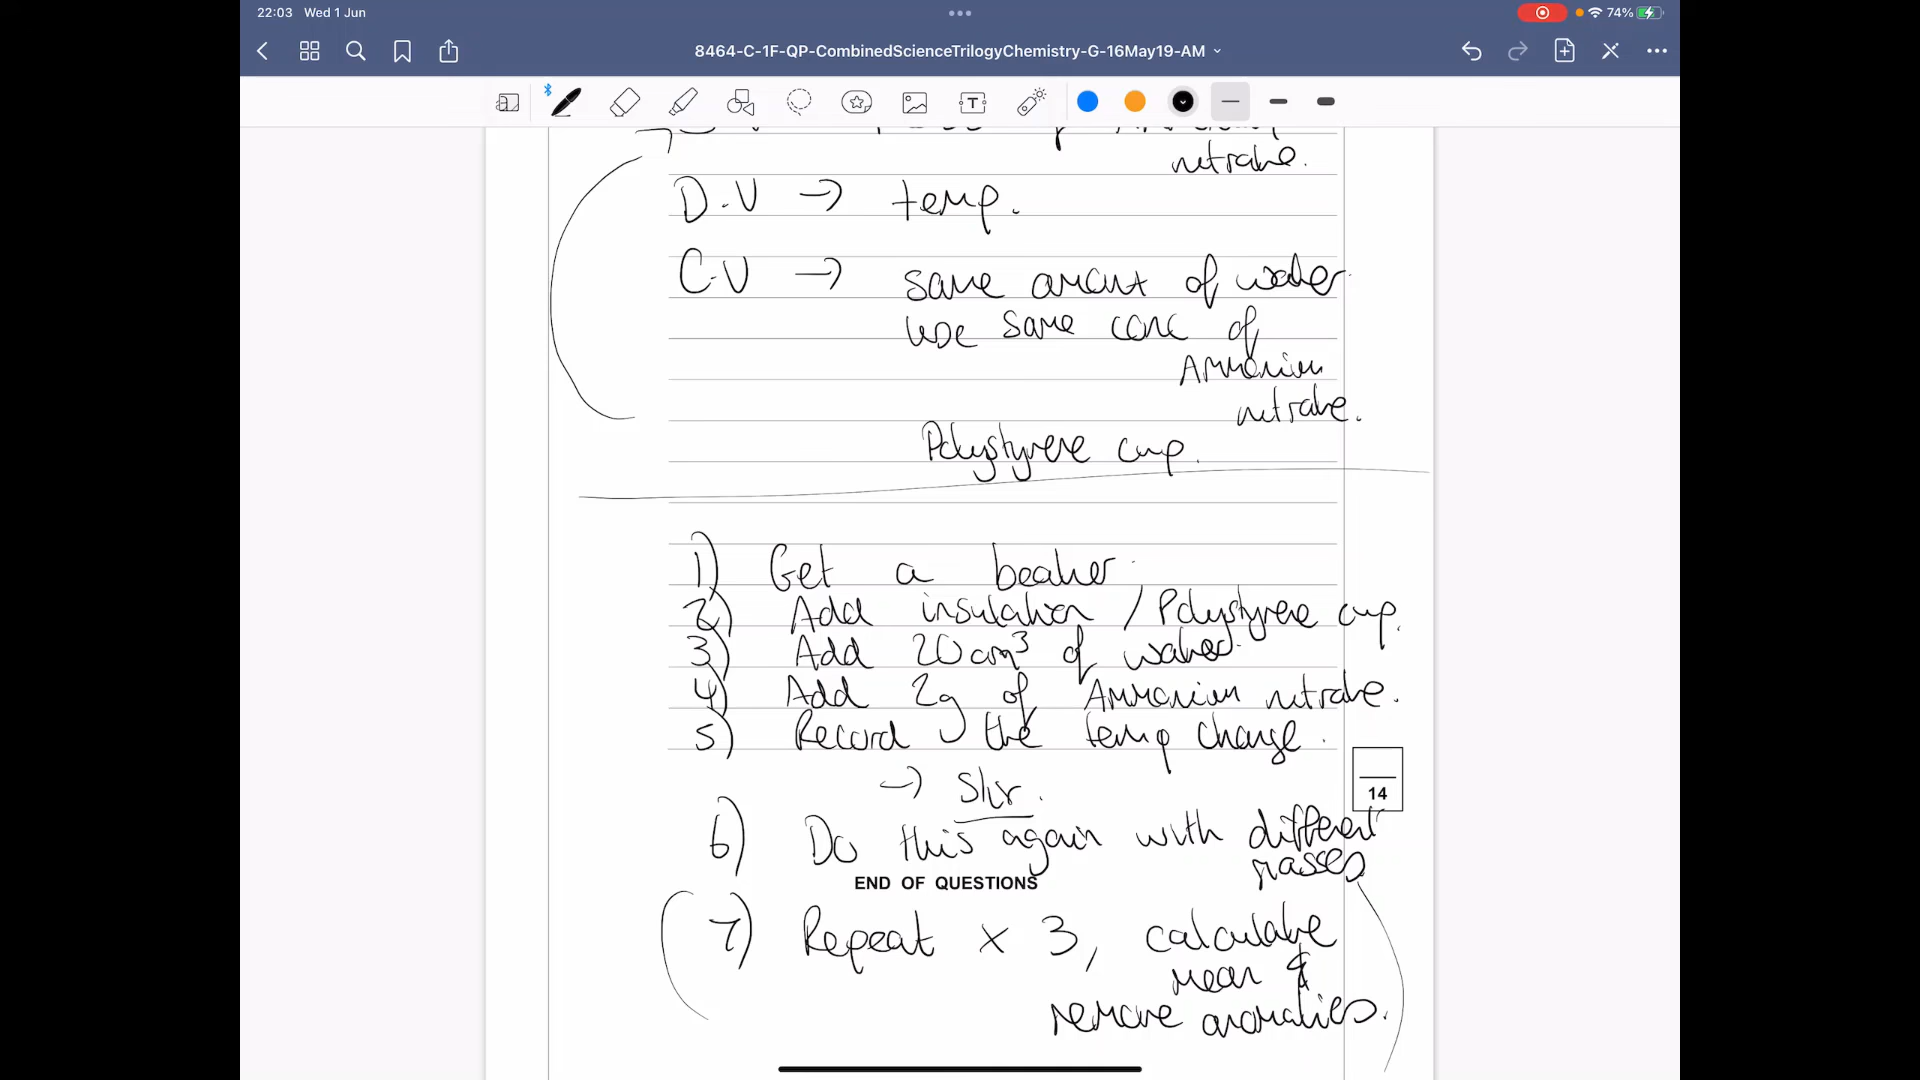 22:03 Wed 1 Jun
74%
8464-C-1F-QP-CombinedScienceTrilogyChemistry-G-16May19-AM
T
nitrate.
D.V → temp.
C.V → same amount of water
use same conc of
Ammonium
nitrate.
Polystyrene cup.
1) Get a beaker.
2) Add insulation / Polystyrene cup.
3) Add 20cm³ of water.
4) Add 2g of Ammonium nitrate.
5) Record the temp change.
→ Stir.
14
6) Do this again with different
masses
END OF QUESTIONS
7) Repeat x 3, calculate
mean &
remove anomalies.